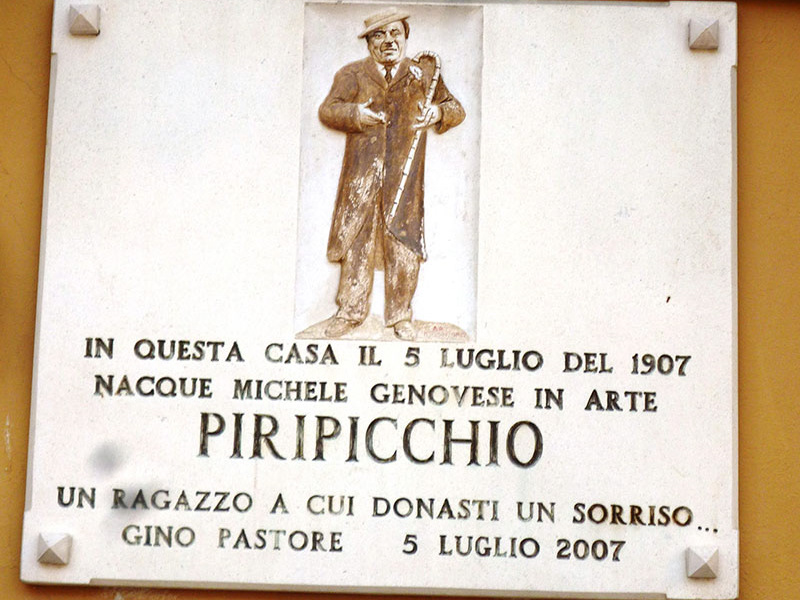 IN QUESTA CASA IL 5 LUGLIO DEL 1907
NACQUE MICHELE GENOVESE IN ARTE
PIRIPICCHIO
UN RAGAZZO A CUI DONASTI UN SORRISO...
GINO PASTORE 5 LUGLIO 2007